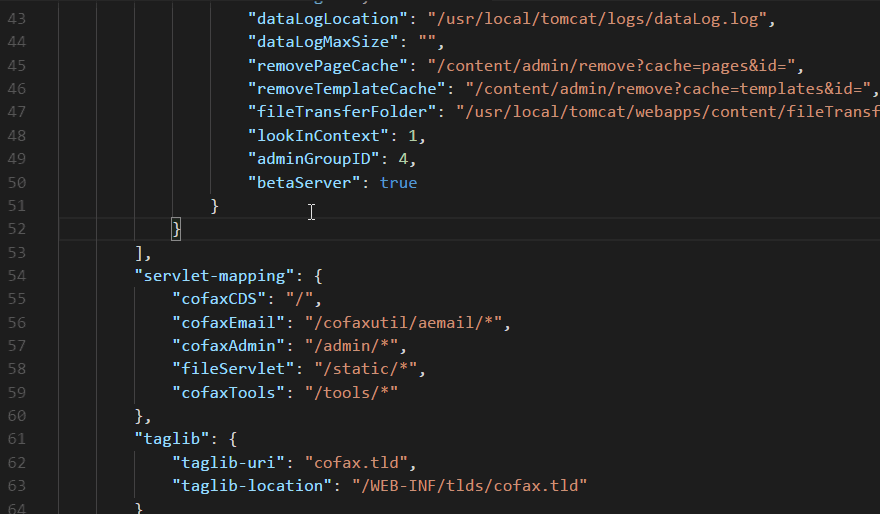 43 "dataLogLocation": "/usr/local/tomcat/logs/dataLog.log",
44 "dataLogMaxSize": "",
45 "removePageCache": "/content/admin/remove?cache=pages&id=",
46 "removeTemplateCache": "/content/admin/remove?cache=templates&id=",
47 "fileTransferFolder": "/usr/local/tomcat/webapps/content/fileTransf
48 "lookInContext": 1,
49 "adminGroupID": 4,
50 "betaServer": true
51 }
52 }
53 ],
54 "servlet-mapping": {
55 "cofaxCDS": "/",
56 "cofaxEmail": "/cofaxutil/aemail/*",
57 "cofaxAdmin": "/admin/*",
58 "fileServlet": "/static/*",
59 "cofaxTools": "/tools/*"
60 },
61 "taglib": {
62 "taglib-uri": "cofax.tld",
63 "taglib-location": "/WEB-INF/tlds/cofax.tld"
64 }